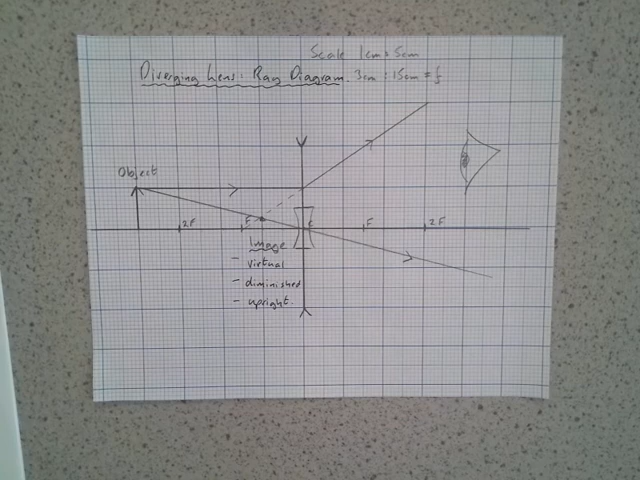 Scale 1cm = 5cm
Diverging Lens: Ray Diagram. 3cm : 15cm = f
Object
2F F c F 2F
Image
- virtual
- diminished
- upright.